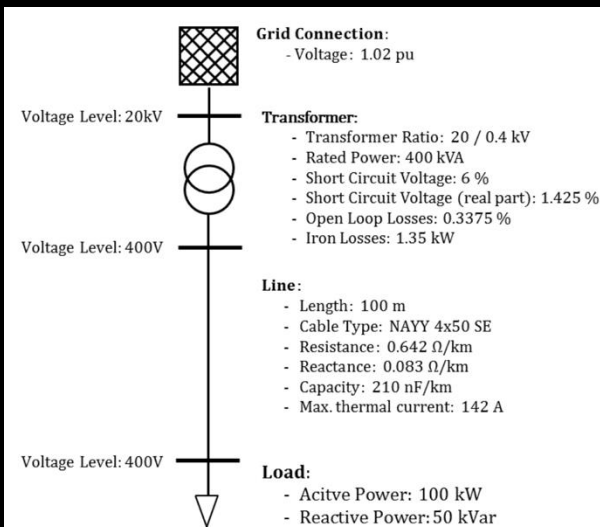 Grid Connection:
- Voltage: 1.02 pu
Voltage Level: 20kV
Transformer:
- Transformer Ratio: 20 / 0.4 kV
- Rated Power: 400 kVA
- Short Circuit Voltage: 6 %
- Short Circuit Voltage (real part): 1.425 %
- Open Loop Losses: 0.3375 %
- Iron Losses: 1.35 kW
Voltage Level: 400V
Line:
- Length: 100 m
- Cable Type: NAYY 4x50 SE
- Resistance: 0.642 Ω/km
- Reactance: 0.083 Ω/km
- Capacity: 210 nF/km
- Max. thermal current: 142 A
Voltage Level: 400V
Load:
- Acitve Power: 100 kW
- Reactive Power: 50 kVar